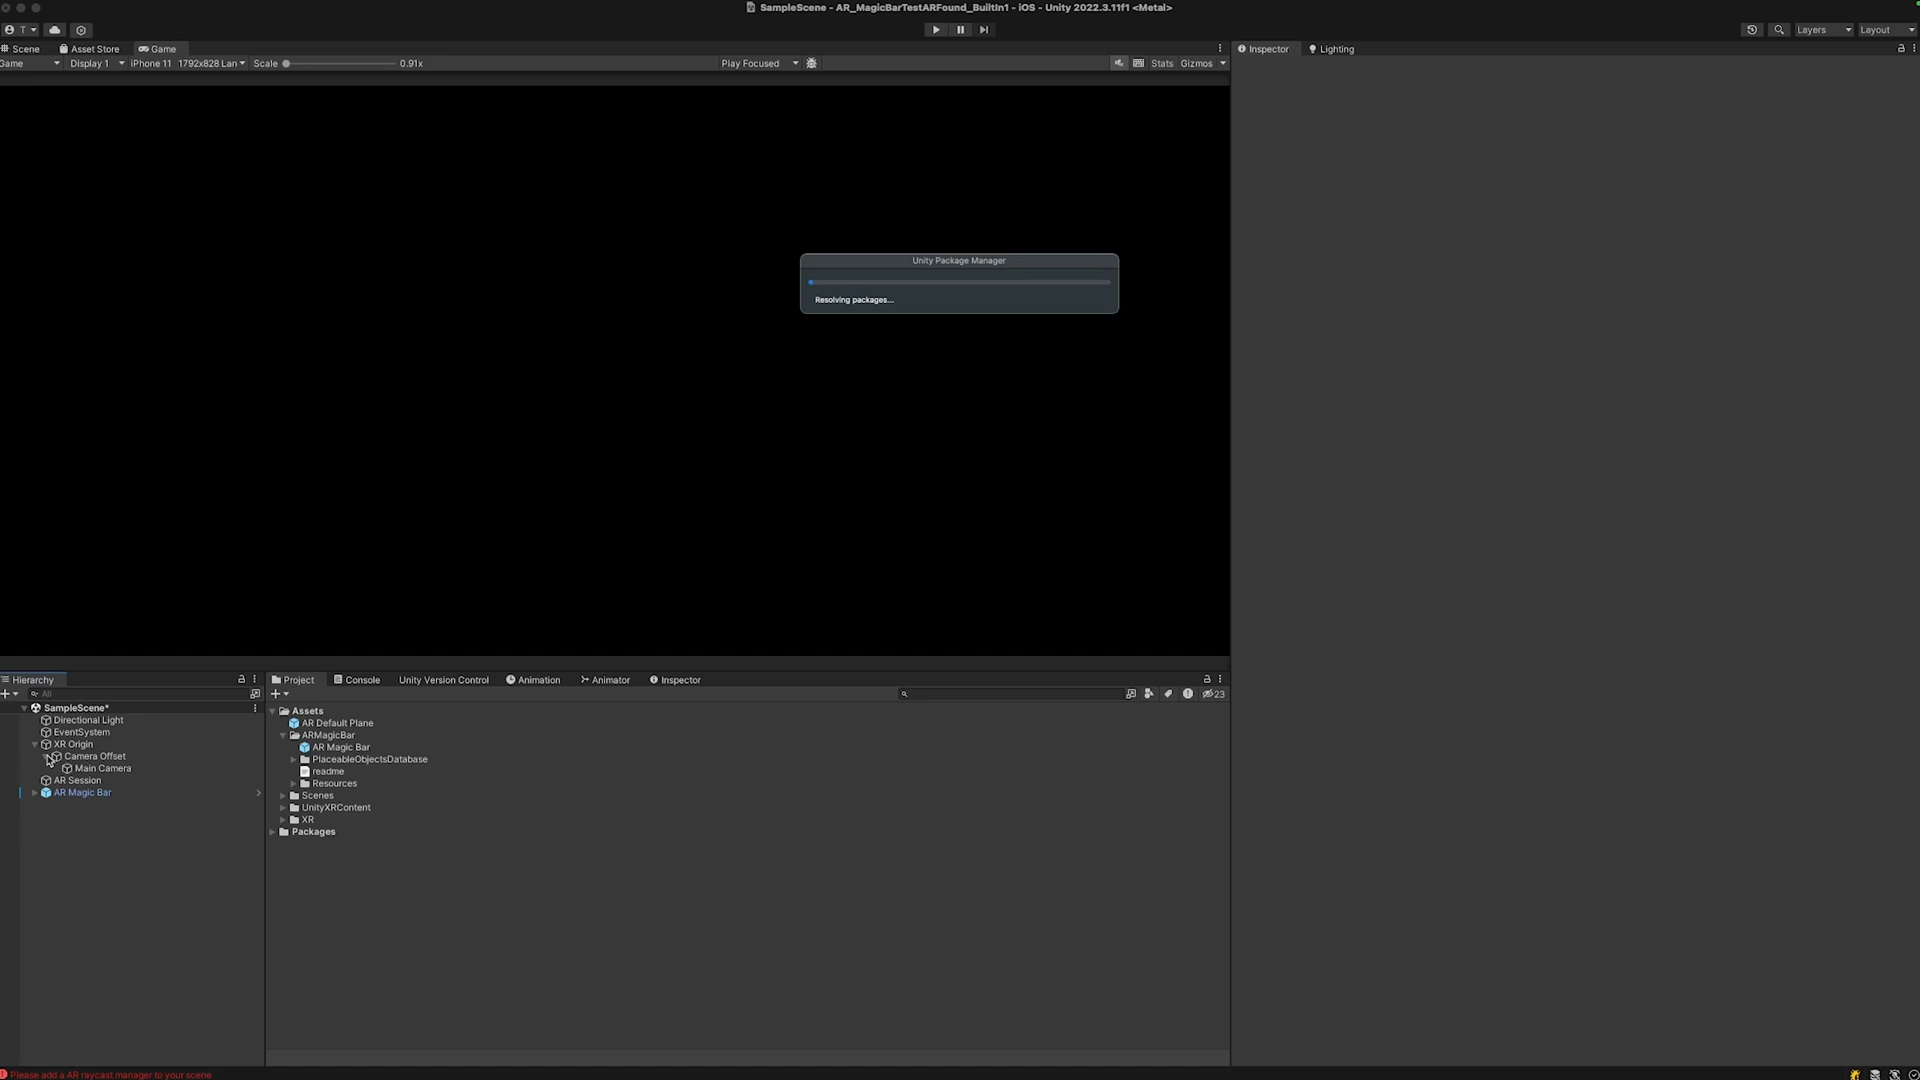 SampleScene - AR_MagicBarTestARFound_BuiltIn1 - iOS - Unity 2022.3.11f1 <Metal>
T
Layers
Layout
Scene
Asset Store
Game
Inspector
Lighting
Game
Display 1
iPhone 11 1792x828 Lan
Scale
0.91x
Play Focused
Stats
Gizmos
Unity Package Manager
Resolving packages...
Hierarchy
All
SampleScene*
Directional Light
EventSystem
XR Origin
Camera Offset
Main Camera
AR Session
AR Magic Bar
Project
Console
Unity Version Control
Animation
Animator
Inspector
23
Assets
AR Default Plane
ARMagicBar
AR Magic Bar
PlaceableObjectsDatabase
readme
Resources
Scenes
UnityXRContent
XR
Packages
Please add a AR raycast manager to your scene